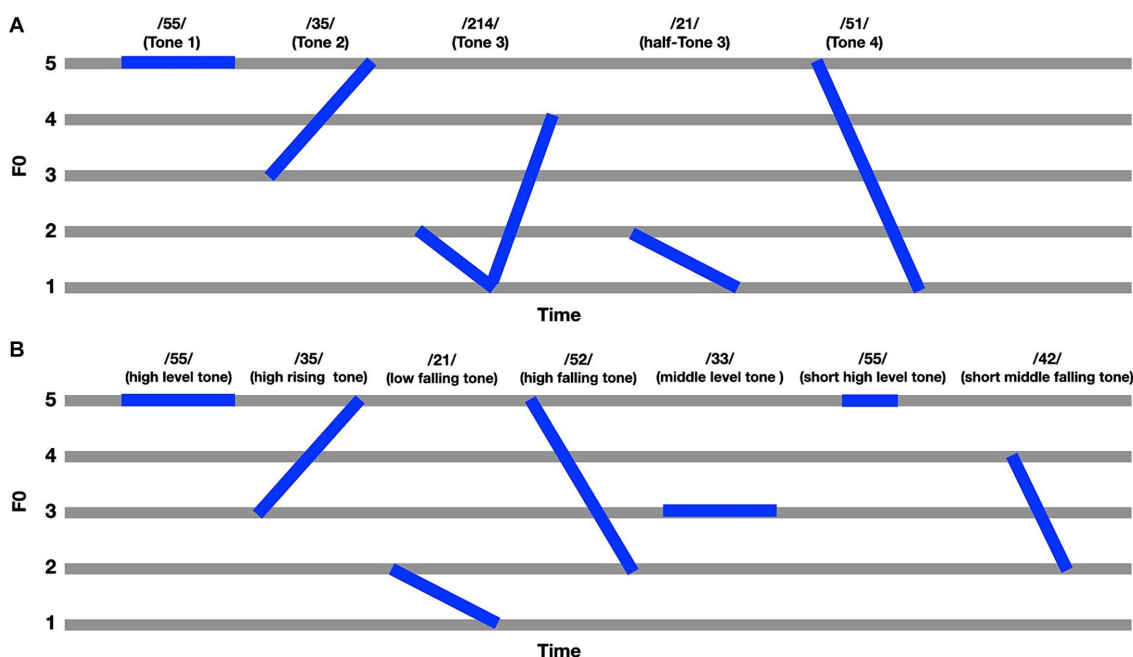 A
/55/ /35/ /214/ /21/ /51/
(Tone 1) (Tone 2) (Tone 3) (half-Tone 3) (Tone 4)
5
4
3
2
1
F0
Time
B
/55/ /35/ /21/ /52/ /33/ /55/ /42/
(high level tone) (high rising tone) (low falling tone) (high falling tone) (middle level tone ) (short high level tone) (short middle falling tone)
5
4
3
2
1
F0
Time